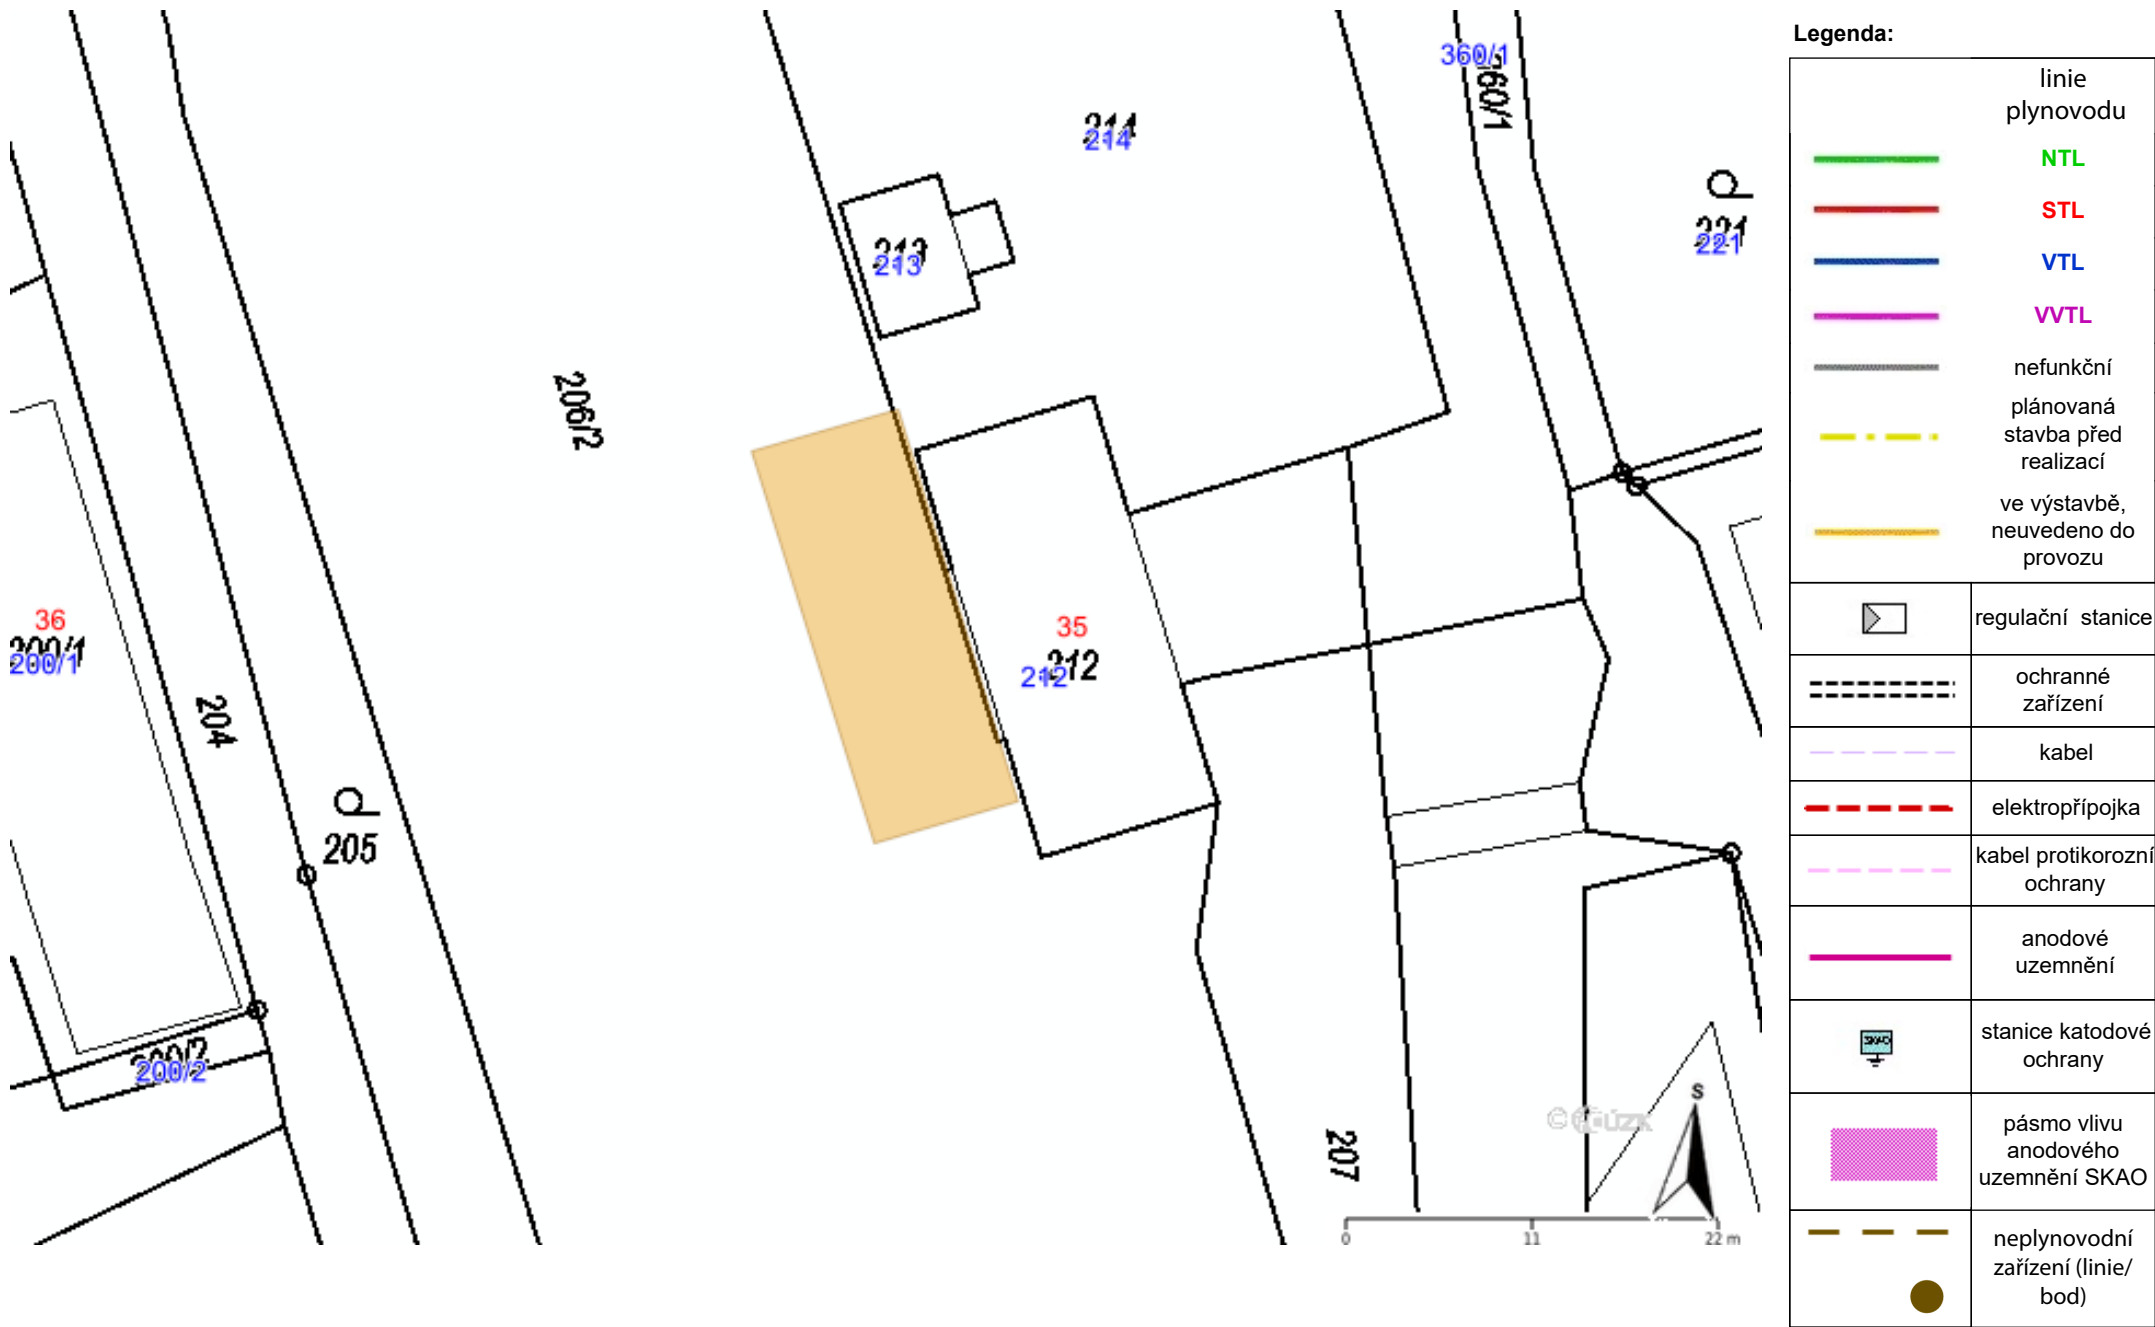 360/1
360/1
214
214
221
221
213
213
206/2
36
200/1
200/1
35
212
212
204
205
200/2
200/2
207
S
0 11 22 m
Legenda:
linie
plynovodu
NTL
STL
VTL
VVTL
nefunkční
plánovaná
stavba před
realizací
ve výstavbě,
neuvedeno do
provozu
regulační stanice
ochranné
zařízení
kabel
elektropřípojka
kabel protikorozní
ochrany
anodové
uzemnění
SKAO
stanice katodové
ochrany
pásmo vlivu
anodového
uzemnění SKAO
neplynovodní
zařízení (linie/
bod)